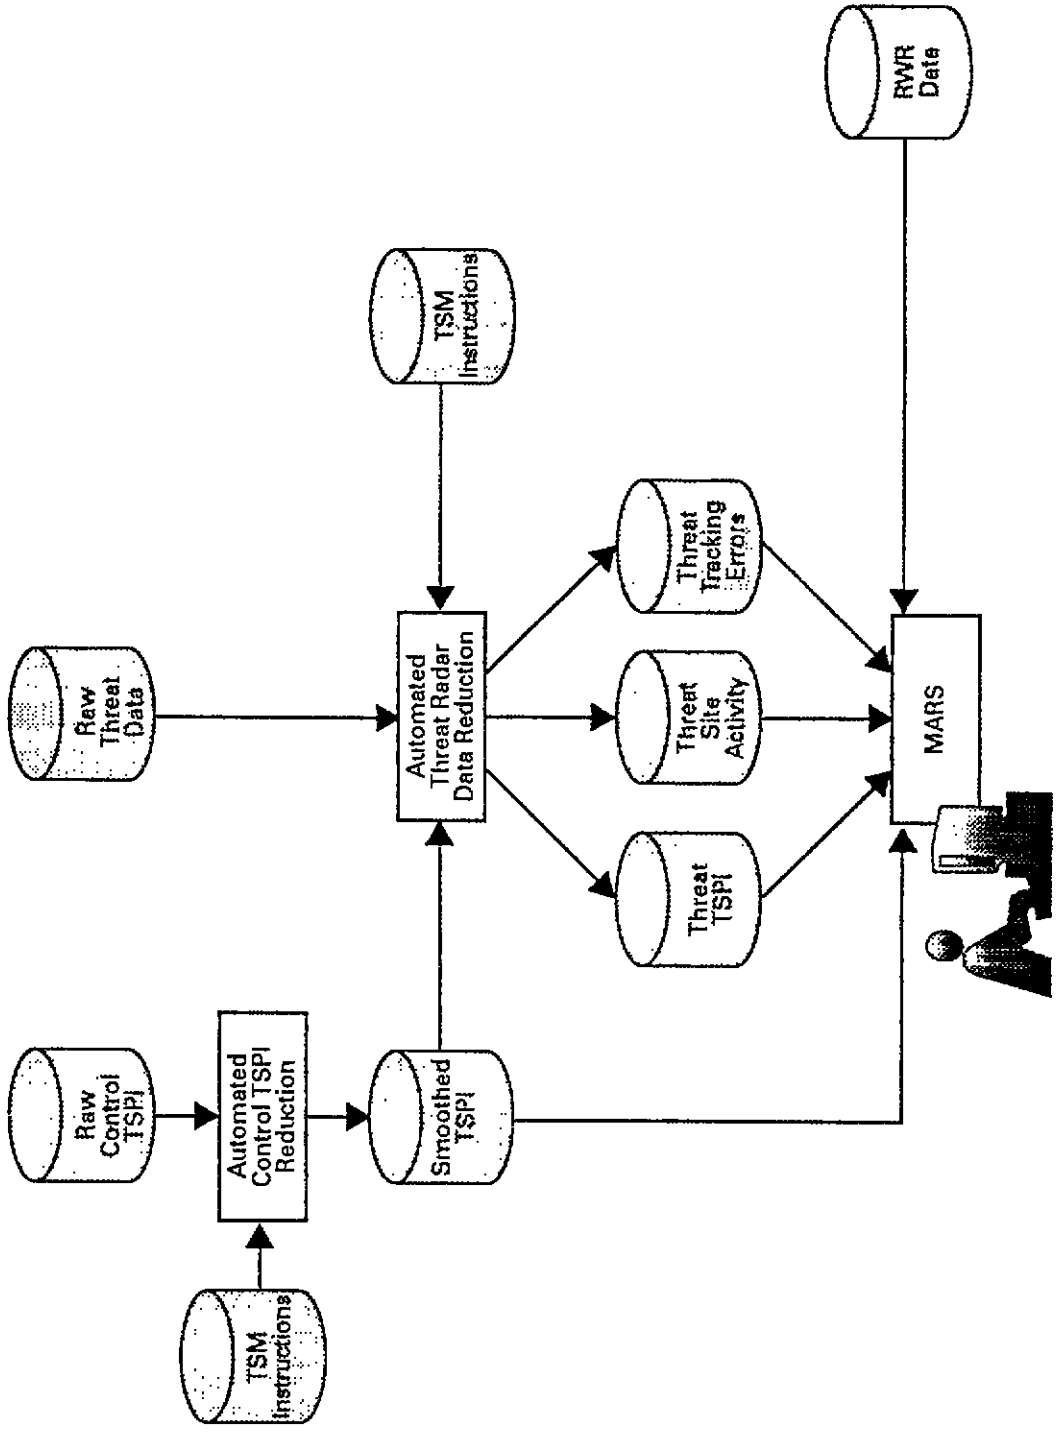 Raw
Control
TSPI
Raw
Threat
Data
TSM
Instructions
Automated
Control TSPI
Reduction
Smoothed
TSPI
Automated
Threat Radar
Data Reduction
TSM
Instructions
Threat
TSPI
Threat
Site
Activity
Threat
Tracking
Errors
MARS
RWR
Data